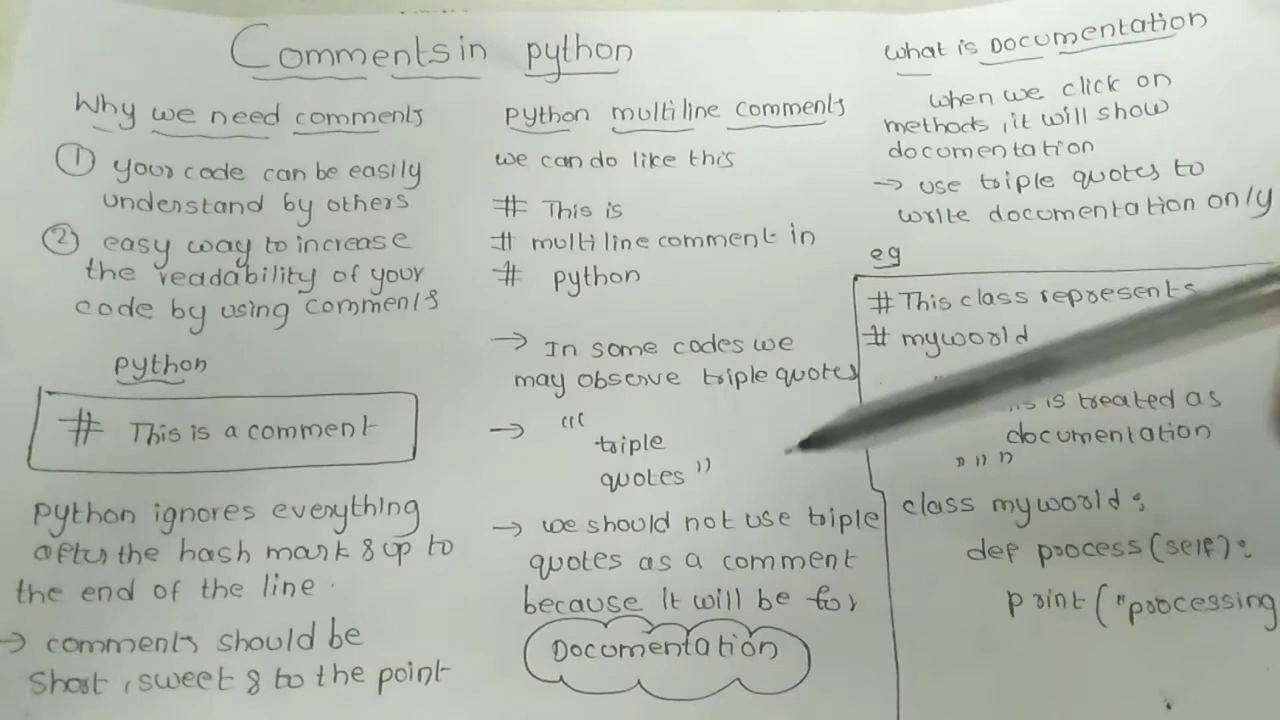 Comments in python
Why we need comments
① your code can be easily
understand by others
② easy way to increase
the readability of your
code by using comments
python
# This is a comment
python ignores everything
after the hash mark & up to
the end of the line.
→ comments should be
short, sweet & to the point
python multiline comments
we can do like this
# This is
# multiline comment in
# python
→ In some codes we
may observe triple quotes
→ "'
triple
quotes "
→ we should not use triple
quotes as a comment
because it will be for
Documentation
What is Documentation
when we click on
methods, it will show
documentation
→ use triple quotes to
write documentation only
eg
# This class represents
# myworld
is treated as
documentation
" " "
class myworld:
def process(self):
print("processing